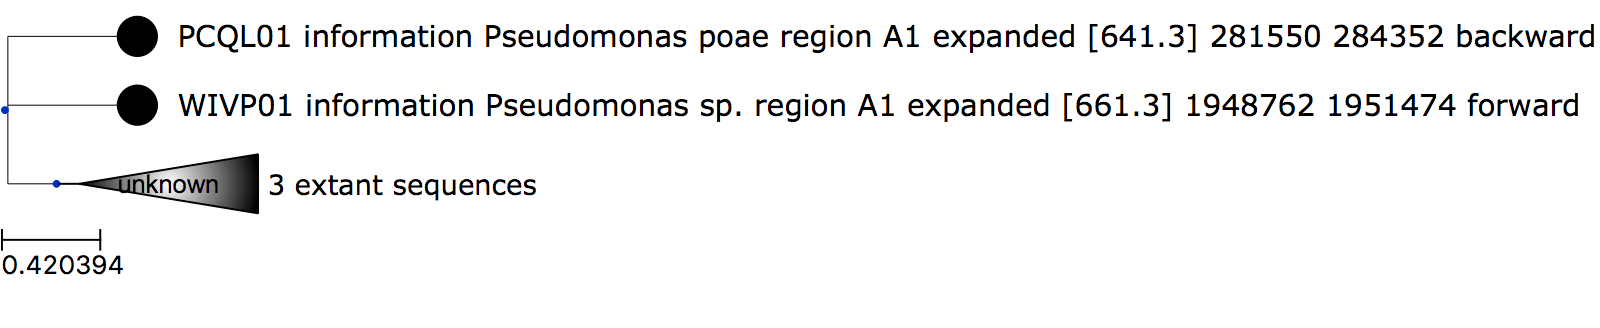 PCQL01 information Pseudomonas poae region A1 expanded [641.3] 281550 284352 backward
WIVP01 information Pseudomonas sp. region A1 expanded [661.3] 1948762 1951474 forward
unknown 3 extant sequences
0.420394